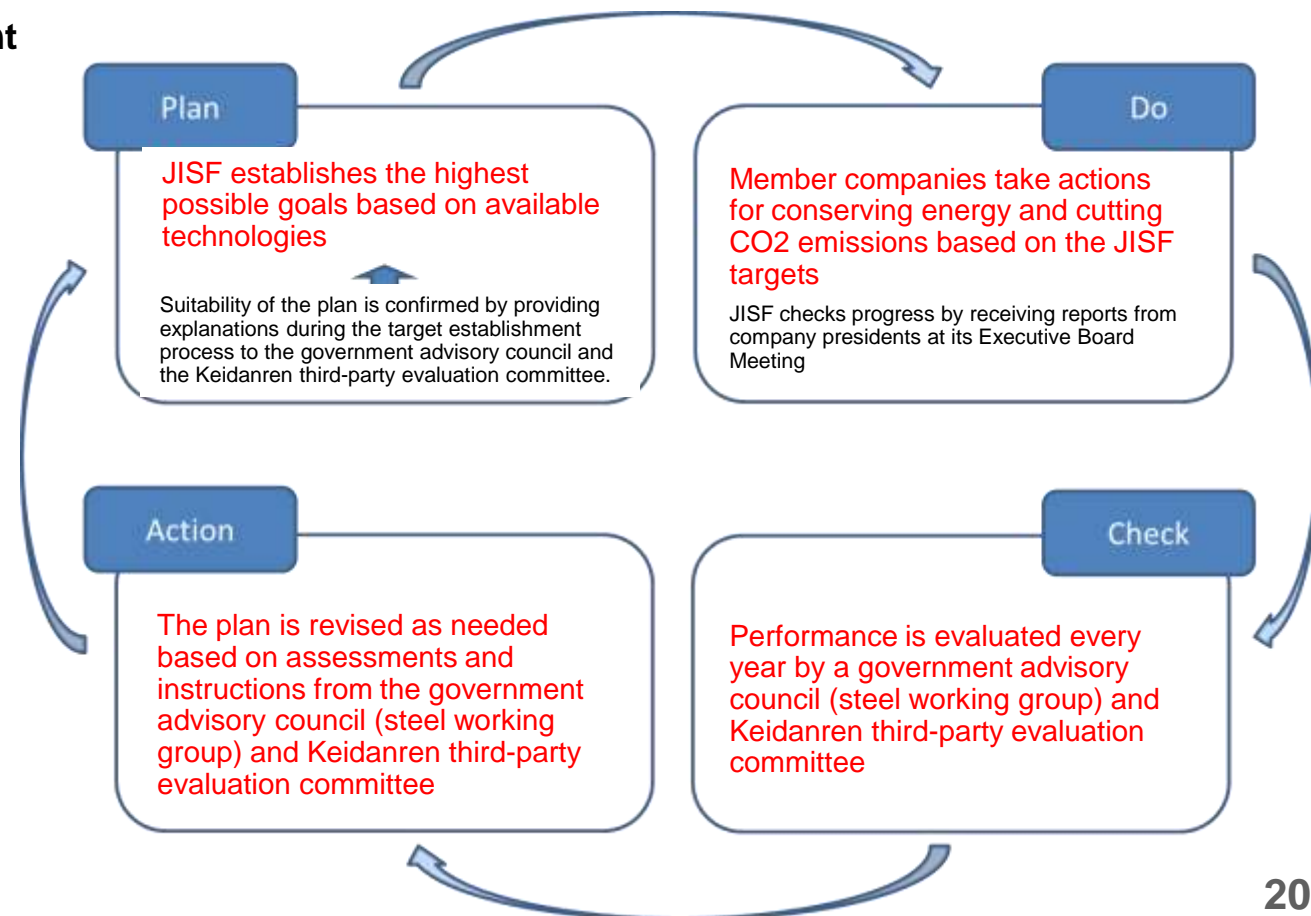 nt
Plan
JISF establishes the highest
possible goals based on available
technologies
Suitability of the plan is confirmed by providing
explanations during the target establishment
process to the government advisory council and
the Keidanren third-party evaluation committee.
Do
Member companies take actions
for conserving energy and cutting
CO2 emissions based on the JISF
targets
JISF checks progress by receiving reports from
company presidents at its Executive Board
Meeting
Action
The plan is revised as needed
based on assessments and
instructions from the government
advisory council (steel working
group) and Keidanren third-party
evaluation committee
Check
Performance is evaluated every
year by a government advisory
council (steel working group) and
Keidanren third-party evaluation
committee
20